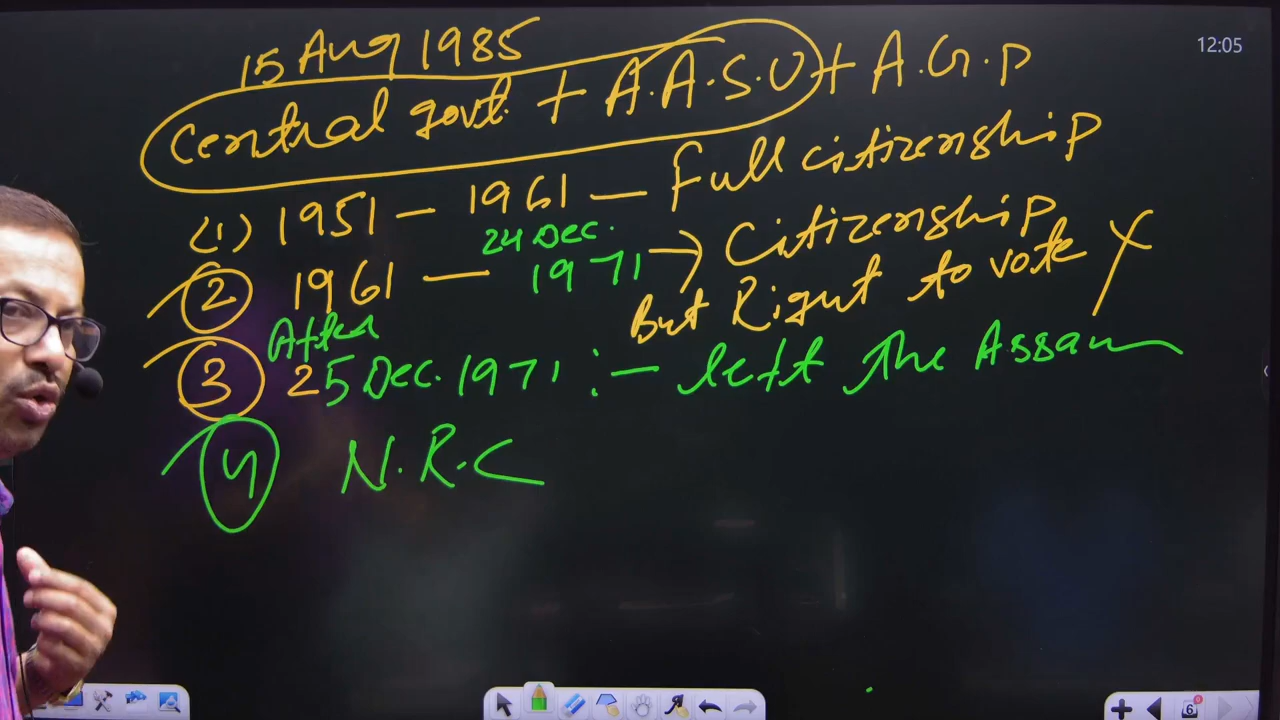 12:05
15 Aug 1985
Central govt. + A.A.S.U + A.G.P
(1) 1951 – 1961 – Full citizenship
24 Dec.
2 1961 – 1971 → Citizenship
But Right to vote X
After
3 25 Dec. 1971 :- left the Assam
4 N.R.C
6